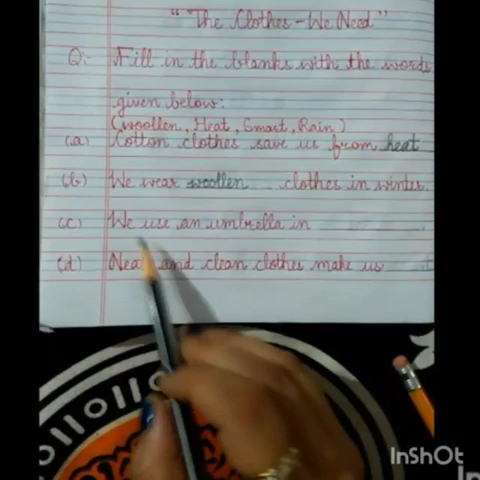 "The Clothes - We Need"
Q:- Fill in the blanks with the words
given below:
(woollen, Heat, Smart, Rain)
(a) Cotton clothes save us from heat
(b) We wear woollen clothes in winter.
(c) We use an umbrella in .
(d) Neat and clean clothes make us
InShOt
In